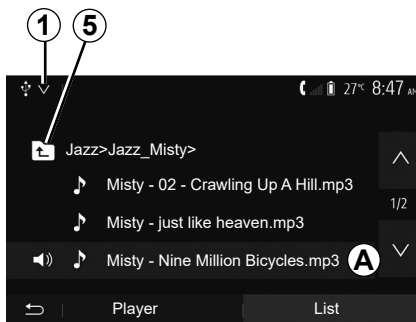 1 5
27°C 8:47 AM
Jazz>Jazz_Misty>
Misty - 02 - Crawling Up A Hill.mp3
1/2
Misty - just like heaven.mp3
Misty - Nine Million Bicycles.mp3 A
Player List